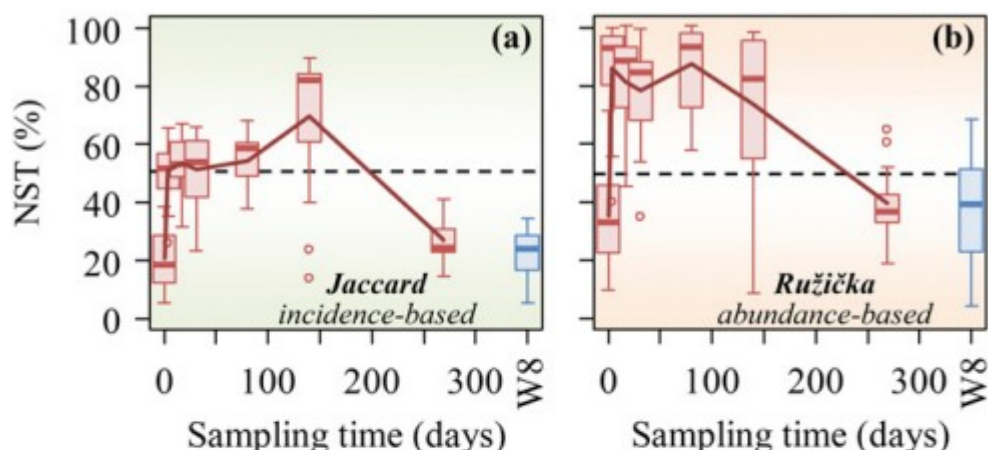 (a)
(b)
NST (%)
100
80
60
40
20
0
Jaccard
incidence-based
Ružička
abundance-based
0 100 200 300 W8
0 100 200 300 W8
Sampling time (days)
Sampling time (days)